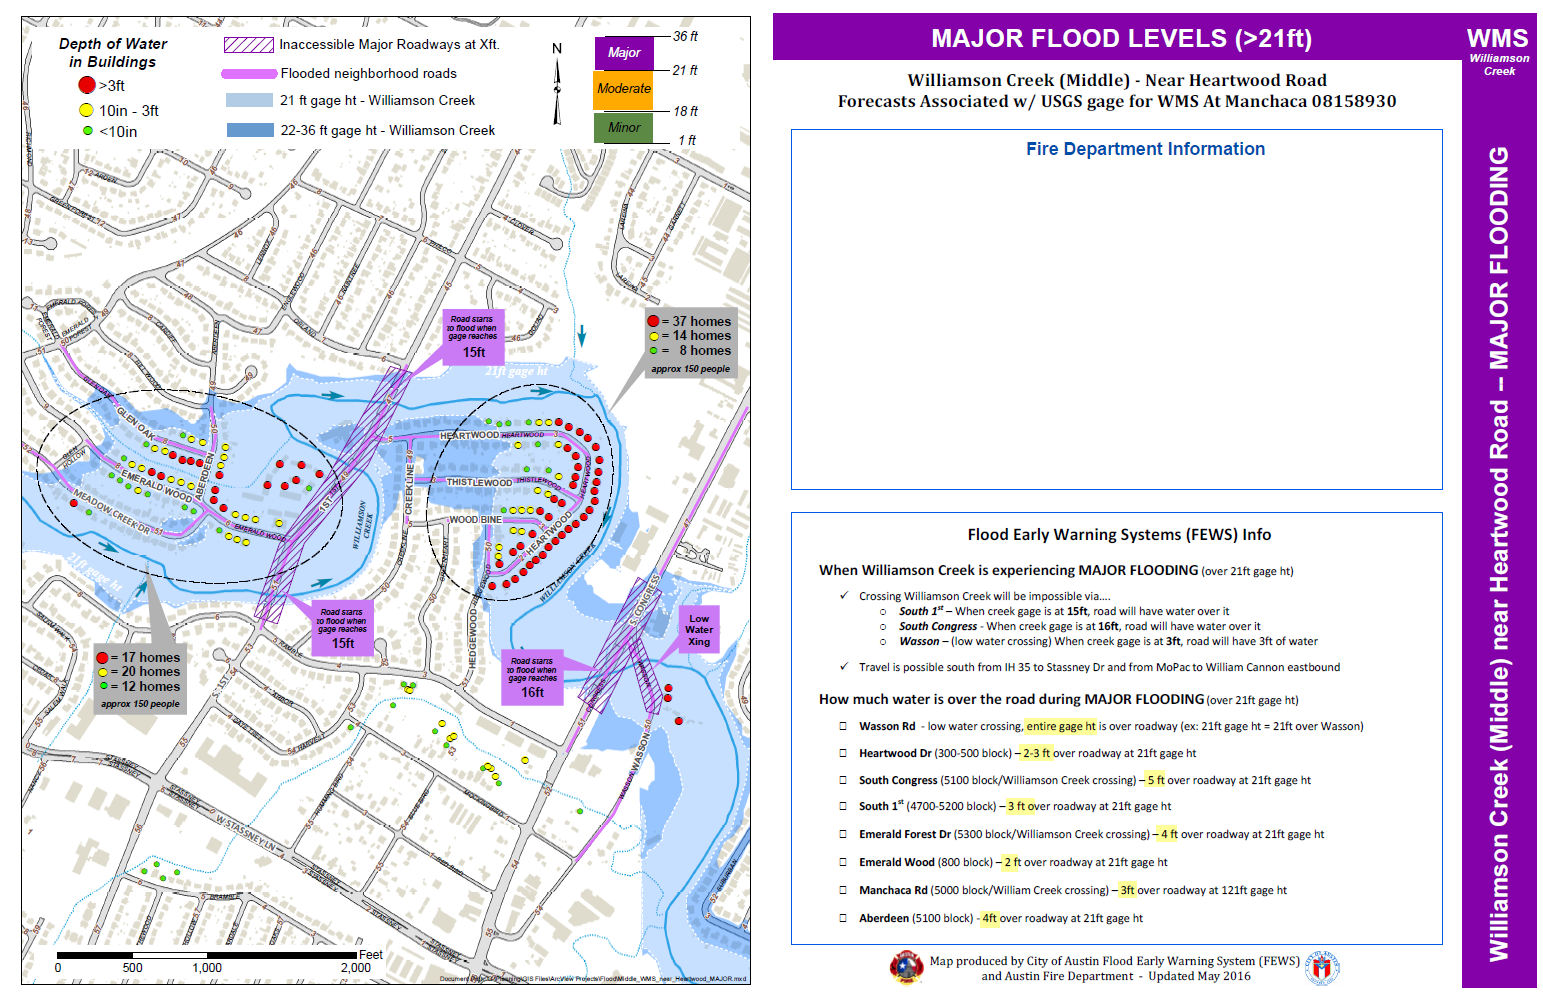 Depth of Water
in Buildings
>3ft
10in - 3ft
<10in
Inaccessible Major Roadways at Xft.
Flooded neighborhood roads
21 ft gage ht - Williamson Creek
22-36 ft gage ht - Williamson Creek
N
Major
Moderate
Minor
36 ft
21 ft
18 ft
1 ft
Road starts
to flood when
gage reaches
15ft
= 37 homes
= 14 homes
= 8 homes
approx 150 people
21ft gage ht
GLEN OAK
EMERALD WOOD
ABERDEEN
MEADOW CREEK DR
EMERALD WOOD
1ST
HEARTWOOD
HEARTWOOD
THISTLEWOOD
THISTLEWOOD
WOOD BINE
CREEKLINE
HEARTWOOD
HEARTWOOD
WILLIAMSON
CREEK
WILLIAMSON CREEK
21ft gage ht
HEDGEWOOD
S. CONGRESS
Road starts
to flood when
gage reaches
15ft
Low
Water
Xing
Road starts
to flood when
gage reaches
16ft
= 17 homes
= 20 homes
= 12 homes
approx 150 people
S. 1ST
WASSON
W STASSNEY LN
STASSNEY
STASSNEY
Feet
0 500 1,000 2,000
MAJOR FLOOD LEVELS (>21ft)
WMS
Williamson
Creek
Williamson Creek (Middle) - Near Heartwood Road
Forecasts Associated w/ USGS gage for WMS At Manchaca 08158930
Fire Department Information
Flood Early Warning Systems (FEWS) Info
When Williamson Creek is experiencing MAJOR FLOODING (over 21ft gage ht)
✓ Crossing Williamson Creek will be impossible via....
o South 1st – When creek gage is at 15ft, road will have water over it
o South Congress - When creek gage is at 16ft, road will have water over it
o Wasson – (low water crossing) When creek gage is at 3ft, road will have 3ft of water
✓ Travel is possible south from IH 35 to Stassney Dr and from MoPac to William Cannon eastbound
How much water is over the road during MAJOR FLOODING (over 21ft gage ht)
□ Wasson Rd - low water crossing, entire gage ht is over roadway (ex: 21ft gage ht = 21ft over Wasson)
□ Heartwood Dr (300-500 block) – 2-3 ft over roadway at 21ft gage ht
□ South Congress (5100 block/Williamson Creek crossing) – 5 ft over roadway at 21ft gage ht
□ South 1st (4700-5200 block) – 3 ft over roadway at 21ft gage ht
□ Emerald Forest Dr (5300 block/Williamson Creek crossing) – 4 ft over roadway at 21ft gage ht
□ Emerald Wood (800 block) – 2 ft over roadway at 21ft gage ht
□ Manchaca Rd (5000 block/William Creek crossing) – 3ft over roadway at 121ft gage ht
□ Aberdeen (5100 block) - 4ft over roadway at 21ft gage ht
Map produced by City of Austin Flood Early Warning System (FEWS)
and Austin Fire Department - Updated May 2016
Williamson Creek (Middle) near Heartwood Road – MAJOR FLOODING